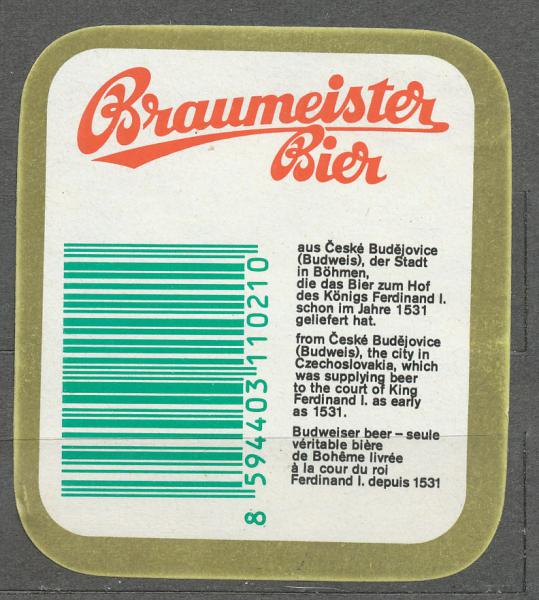 Braumeister
Bier
aus České Budějovice
(Budweis), der Stadt
in Böhmen,
die das Bier zum Hof
des Königs Ferdinand I.
schon im Jahre 1531
geliefert hat.
from České Budějovice
(Budweis), the city in
Czechoslovakia, which
was supplying beer
to the court of King
Ferdinand I. as early
as 1531.
Budweiser beer – seule
véritable bière
de Bohême livrée
à la cour du roi
Ferdinand I. depuis 1531
8 594403 110210